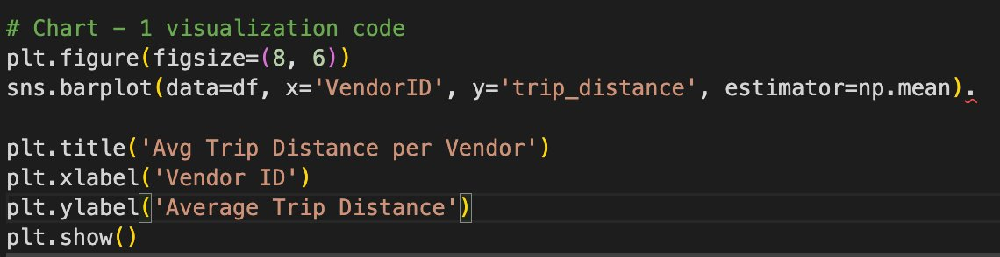 # Chart - 1 visualization code
plt.figure(figsize=(8, 6))
sns.barplot(data=df, x='VendorID', y='trip_distance', estimator=np.mean).
plt.title('Avg Trip Distance per Vendor')
plt.xlabel('Vendor ID')
plt.ylabel('Average Trip Distance')
plt.show()